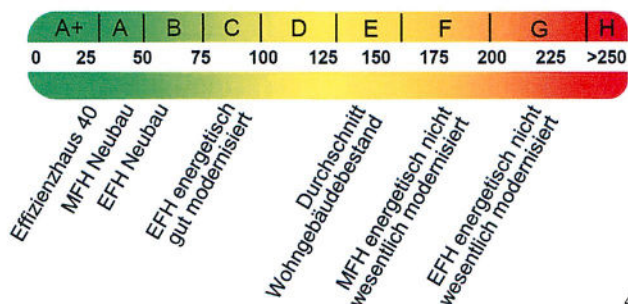 A+ A B C D E F G H
0 25 50 75 100 125 150 175 200 225 >250
Effizienzhaus 40
MFH Neubau
EFH Neubau
EFH energetisch
gut modernisiert
Durchschnitt
Wohngebäudebestand
MFH energetisch nicht
wesentlich modernisiert
EFH energetisch nicht
wesentlich modernisiert